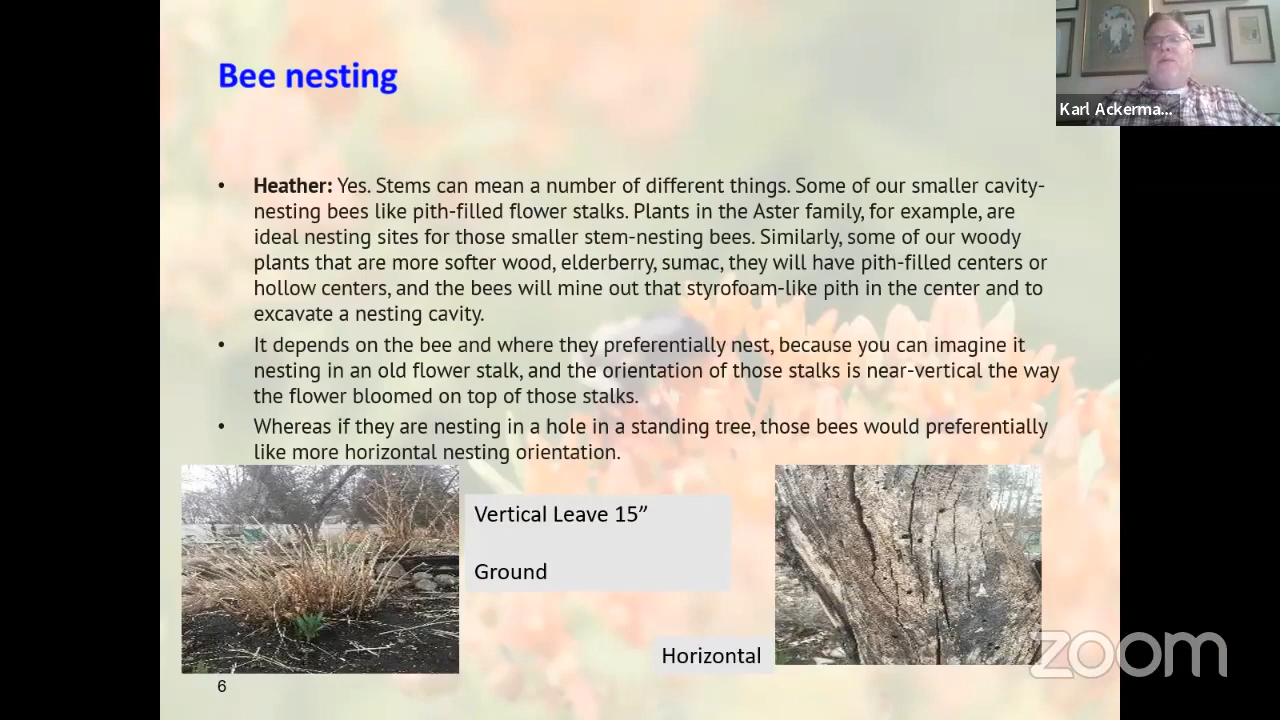 Bee nesting
Karl Ackerma...
• Heather: Yes. Stems can mean a number of different things. Some of our smaller cavity-
nesting bees like pith-filled flower stalks. Plants in the Aster family, for example, are
ideal nesting sites for those smaller stem-nesting bees. Similarly, some of our woody
plants that are more softer wood, elderberry, sumac, they will have pith-filled centers or
hollow centers, and the bees will mine out that styrofoam-like pith in the center and to
excavate a nesting cavity.
• It depends on the bee and where they preferentially nest, because you can imagine it
nesting in an old flower stalk, and the orientation of those stalks is near-vertical the way
the flower bloomed on top of those stalks.
• Whereas if they are nesting in a hole in a standing tree, those bees would preferentially
like more horizontal nesting orientation.
Vertical Leave 15”
Ground
Horizontal
zoom
6